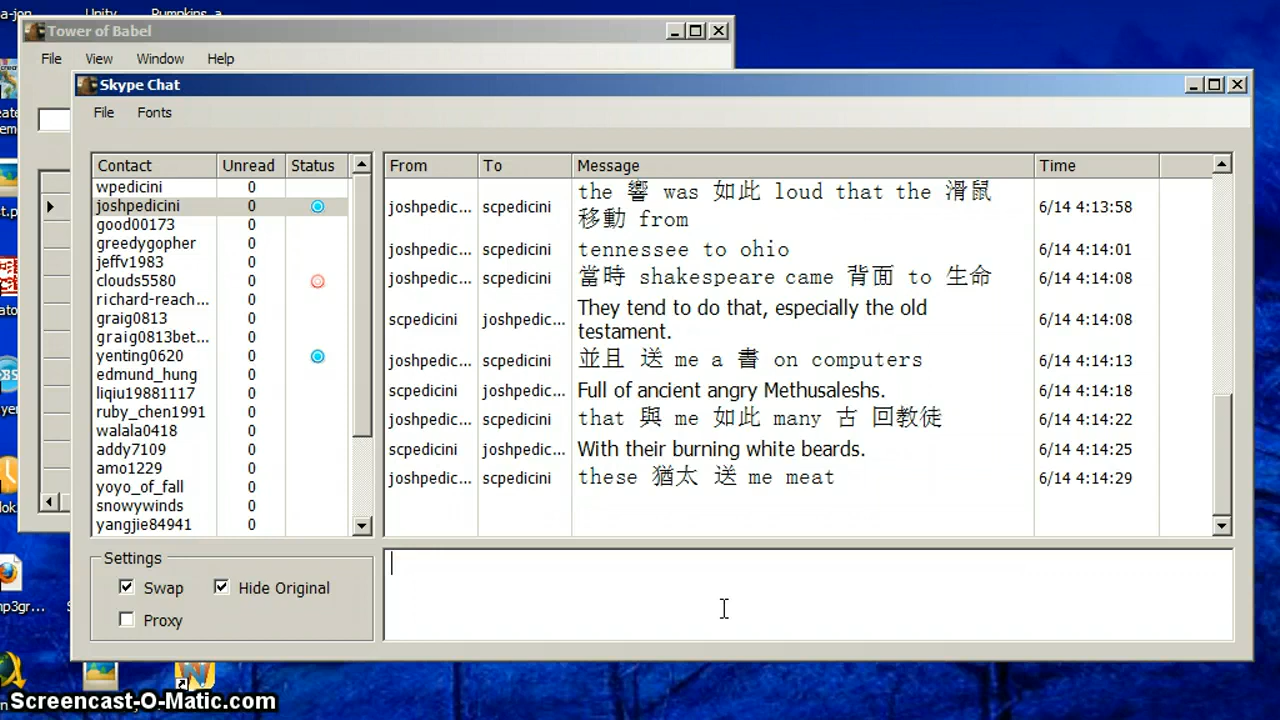 a-jon Unity Pumpkins_a
Tower of Babel
File View Window Help
Skype Chat
File Fonts
Contact Unread Status
wpedicini 0
joshpedicini 0
good00173 0
greedygopher 0
jeffv1983 0
clouds5580 0
richard-reach... 0
graig0813 0
graig0813bet... 0
yenting0620 0
edmund_hung 0
liqiu19881117 0
ruby_chen1991 0
walala0418 0
addy7109 0
amo1229 0
yoyo_of_fall 0
snowywinds 0
yangjie84941 0
From To Message Time
joshpedic... scpedicini the 響 was 如此 loud that the 滑鼠
移動 from 6/14 4:13:58
joshpedic... scpedicini tennessee to ohio 6/14 4:14:01
joshpedic... scpedicini 當時 shakespeare came 背面 to 生命 6/14 4:14:08
scpedicini joshpedic... They tend to do that, especially the old
testament. 6/14 4:14:08
joshpedic... scpedicini 並且 送 me a 書 on computers 6/14 4:14:13
scpedicini joshpedic... Full of ancient angry Methusaleshs. 6/14 4:14:18
joshpedic... scpedicini that 與 me 如此 many 古 回教徒 6/14 4:14:22
scpedicini joshpedic... With their burning white beards. 6/14 4:14:25
joshpedic... scpedicini these 猶太 送 me meat 6/14 4:14:29
Settings
Swap Hide Original
Proxy
Screencast-O-Matic.com